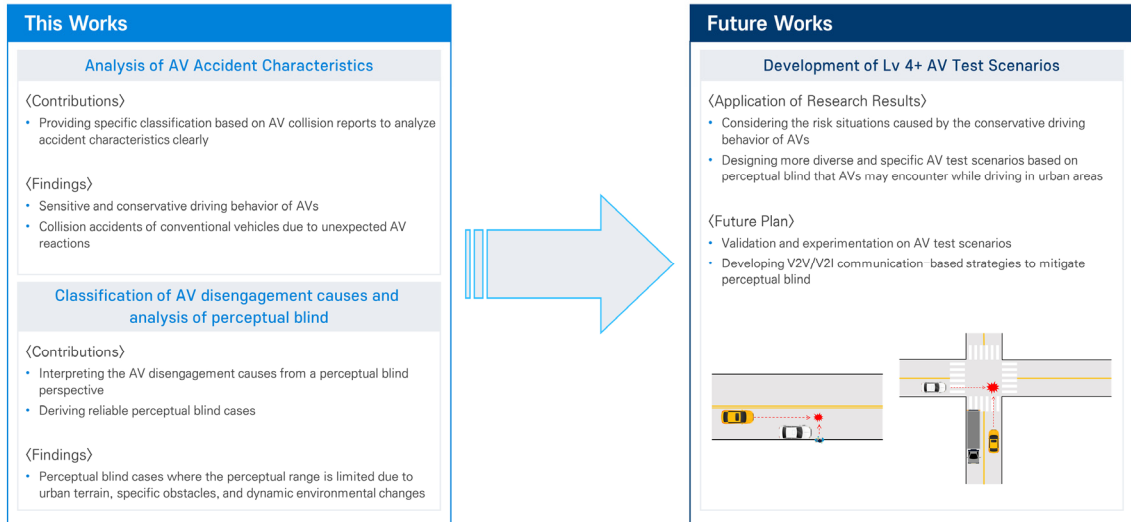 This Works
Analysis of AV Accident Characteristics
〈Contributions〉
• Providing specific classification based on AV collision reports to analyze
accident characteristics clearly
〈Findings〉
• Sensitive and conservative driving behavior of AVs
• Collision accidents of conventional vehicles due to unexpected AV
reactions
Classification of AV disengagement causes and
analysis of perceptual blind
〈Contributions〉
• Interpreting the AV disengagement causes from a perceptual blind
perspective
• Deriving reliable perceptual blind cases
〈Findings〉
• Perceptual blind cases where the perceptual range is limited due to
urban terrain, specific obstacles, and dynamic environmental changes
Future Works
Development of Lv 4+ AV Test Scenarios
〈Application of Research Results〉
• Considering the risk situations caused by the conservative driving
behavior of AVs
• Designing more diverse and specific AV test scenarios based on
perceptual blind that AVs may encounter while driving in urban areas
〈Future Plan〉
• Validation and experimentation on AV test scenarios
• Developing V2V/V2I communication-based strategies to mitigate
perceptual blind